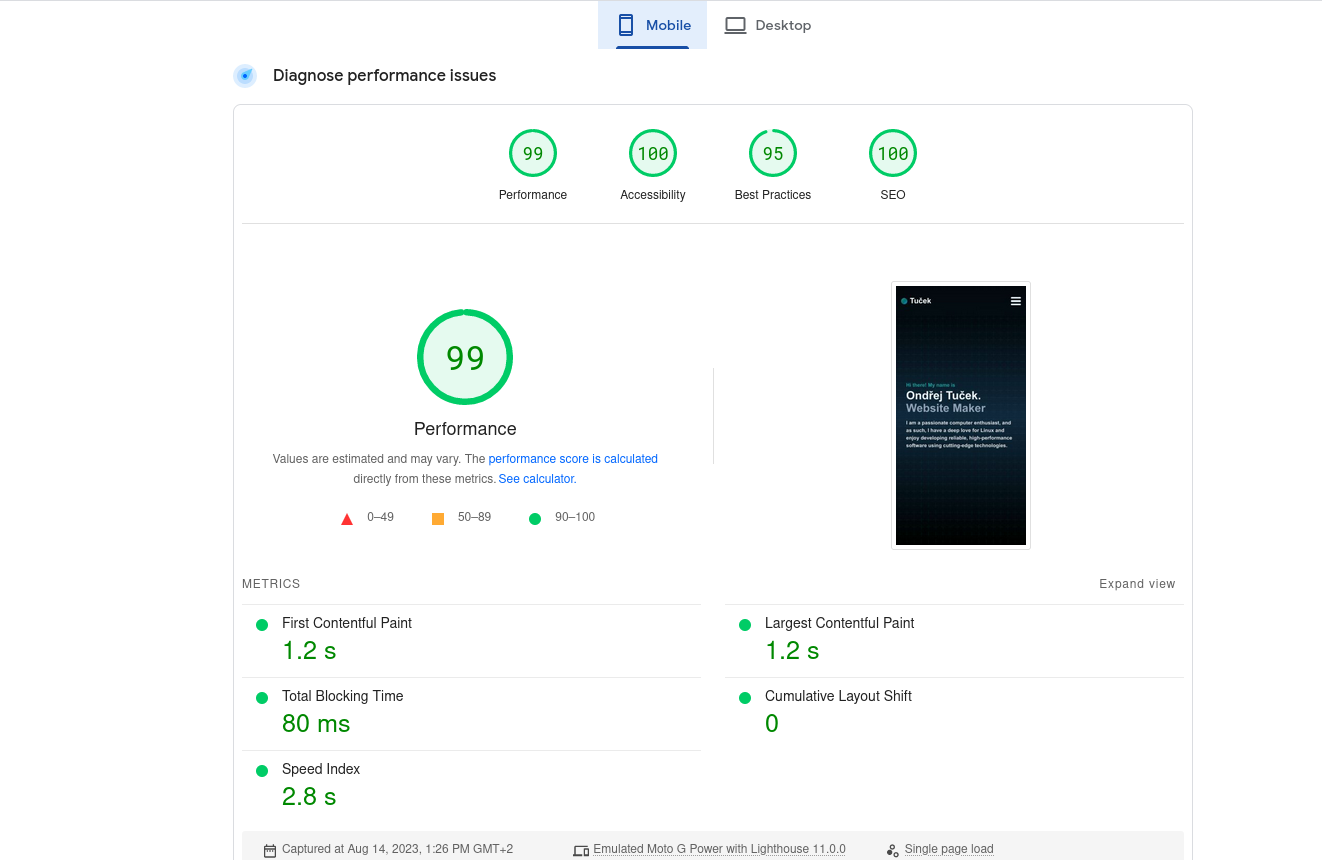 Mobile
Desktop
Diagnose performance issues
99
100
95
100
Performance
Accessibility
Best Practices
SEO
99
Performance
Values are estimated and may vary. The performance score is calculated
directly from these metrics. See calculator.
0–49
50–89
90–100
Tuček
Hi there! My name is
Ondřej Tuček.
Website Maker
I am a passionate computer enthusiast, and
as such, I have a deep love for Linux and
enjoy developing reliable, high-performance
software using cutting-edge technologies.
METRICS
Expand view
First Contentful Paint
1.2 s
Largest Contentful Paint
1.2 s
Total Blocking Time
80 ms
Cumulative Layout Shift
0
Speed Index
2.8 s
Captured at Aug 14, 2023, 1:26 PM GMT+2
Emulated Moto G Power with Lighthouse 11.0.0
Single page load